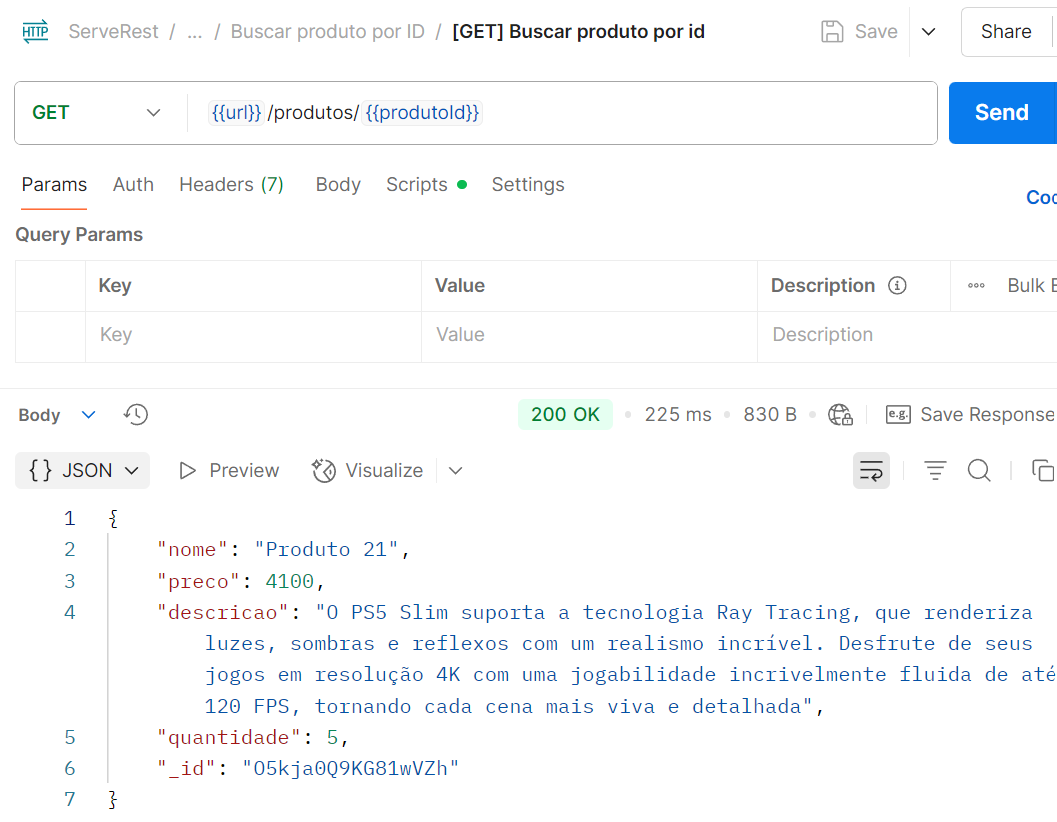 HTTP ServeRest / ... / Buscar produto por ID / [GET] Buscar produto por id Save Share
GET {{url}} /produtos/ {{produtoId}} Send
Params Auth Headers (7) Body Scripts Settings
Query Params
Key Value Description Bulk E
Key Value Description
Body 200 OK 225 ms 830 B e.g. Save Response
{} JSON Preview Visualize
1 {
2 "nome": "Produto 21",
3 "preco": 4100,
4 "descricao": "O PS5 Slim suporta a tecnologia Ray Tracing, que renderiza
luzes, sombras e reflexos com um realismo incrível. Desfrute de seus
jogos em resolução 4K com uma jogabilidade incrivelmente fluida de até
120 FPS, tornando cada cena mais viva e detalhada",
5 "quantidade": 5,
6 "_id": "O5kja0Q9KG81wVZh"
7 }